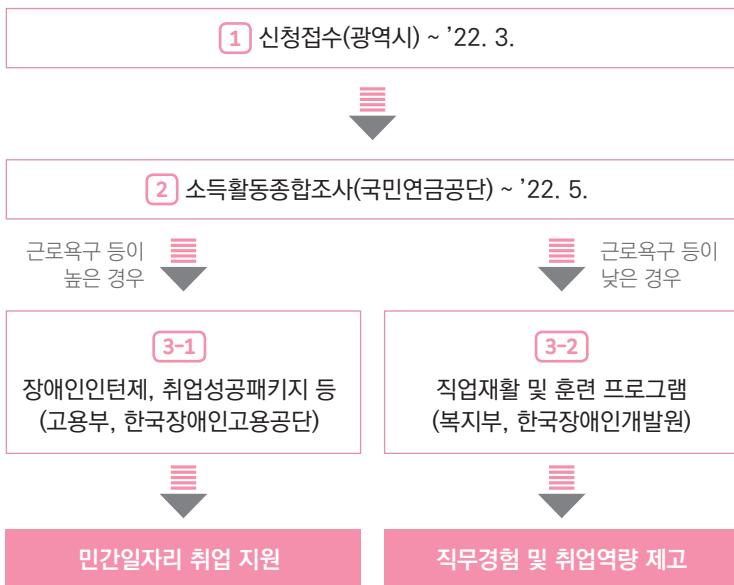 1 신청접수(광역시) ~ ’22. 3.
2 소득활동종합조사(국민연금공단) ~ ’22. 5.
근로욕구 등이
높은 경우
근로욕구 등이
낮은 경우
3-1
장애인인턴제, 취업성공패키지 등
(고용부, 한국장애인고용공단)
3-2
직업재활 및 훈련 프로그램
(복지부, 한국장애인개발원)
민간일자리 취업 지원
직무경험 및 취업역량 제고